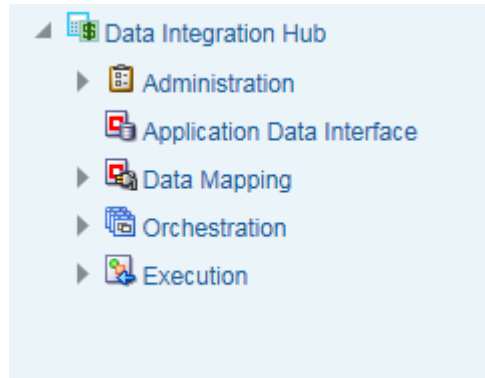 Data Integration Hub
Administration
Application Data Interface
Data Mapping
Orchestration
Execution